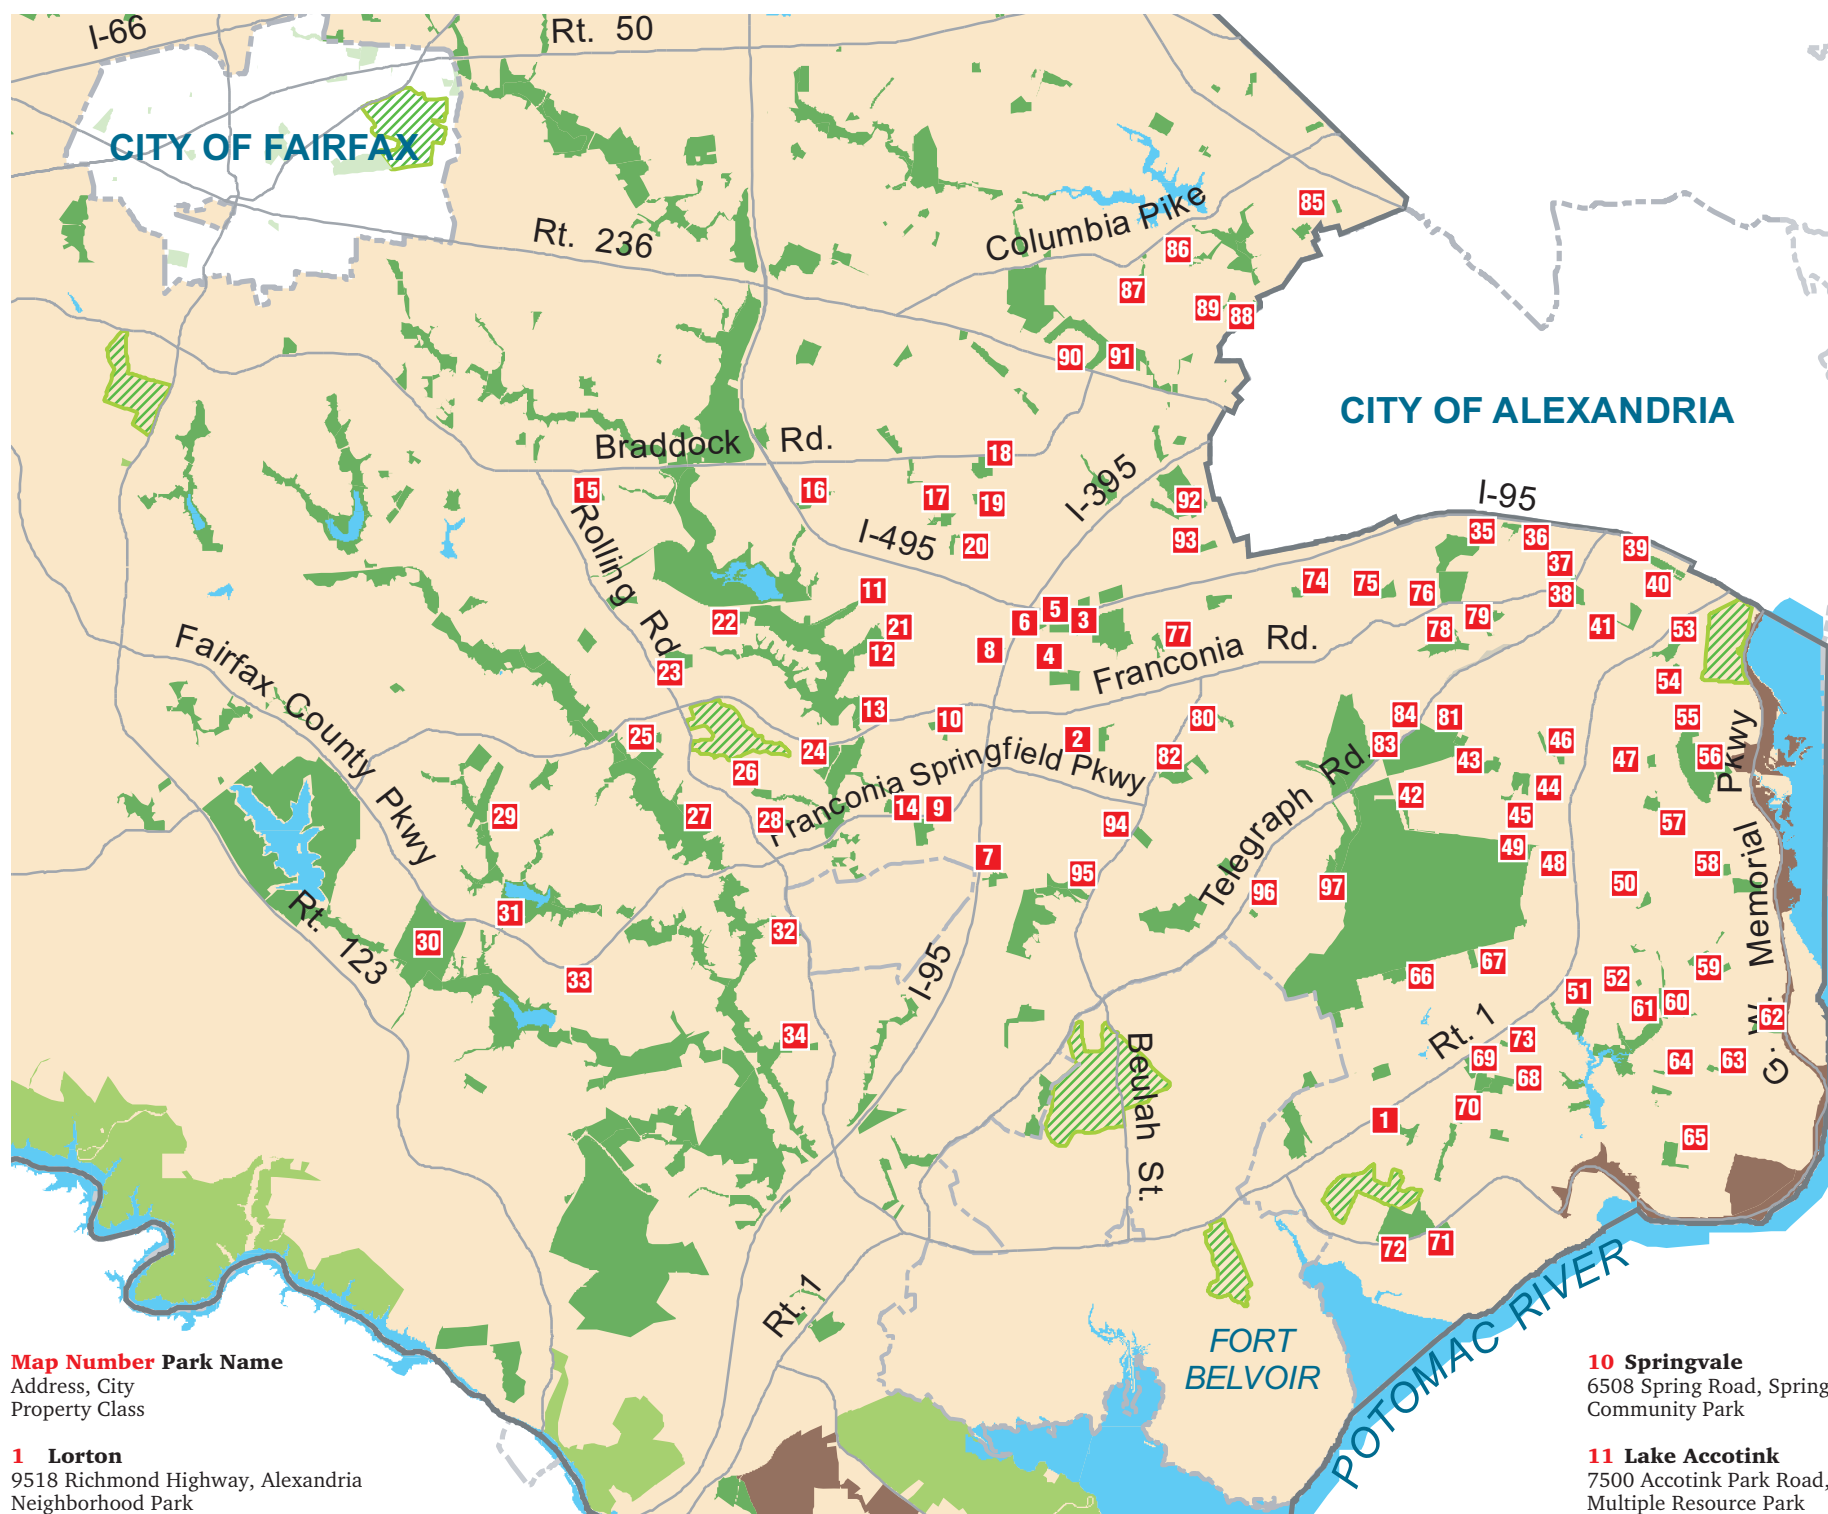 I-66
Rt. 50
CITY OF FAIRFAX
Rt. 236
Columbia Pike
85
86
87
89
88
90
91
CITY OF ALEXANDRIA
Braddock Rd.
18
I-395
15
16
17
19
92
I-95
Rolling Rd
I-495
20
93
35
36
37
39
11
5
74
75
76
38
40
22
21
6
3
79
41
53
12
8
4
77
78
Franconia Rd.
23
54
Fairfax County Pkwy
13
10
80
84
81
55
25
24
2
82
83
43
46
47
56
26
Franconia Springfield Pkwy
Telegraph Rd.
42
44
G. W. Memorial Pkwy
29
27
28
14
9
94
45
57
7
49
48
58
95
96
97
50
31
Rt. 123
30
32
33
I-95
66
67
51
52
59
61
60
62
34
Beulah St.
Rt. 1
73
69
68
64
63
1
70
65
72
71
Rt. 1
FORT
BELVOIR
POTOMAC RIVER
Map Number Park Name
Address, City
Property Class
1 Lorton
9518 Richmond Highway, Alexandria
Neighborhood Park
10 Springvale
6508 Spring Road, Spring
Community Park
11 Lake Accotink
7500 Accotink Park Road,
Multiple Resource Park